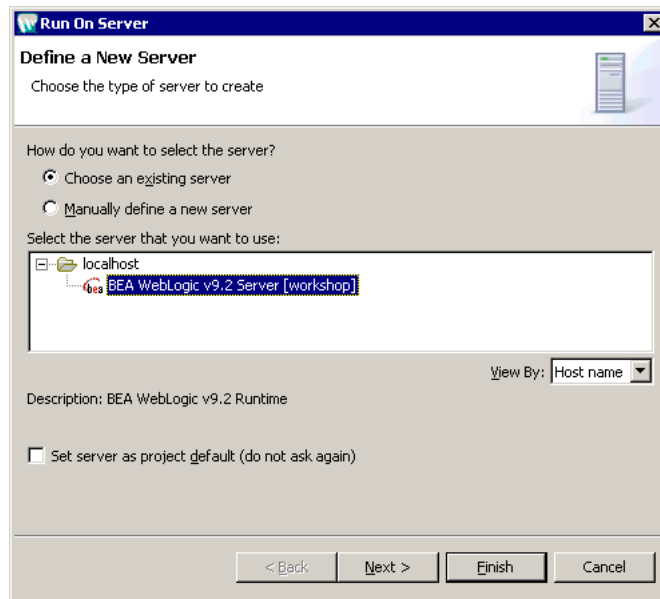 Run On Server
Define a New Server
Choose the type of server to create
How do you want to select the server?
Choose an existing server
Manually define a new server
Select the server that you want to use:
localhost
bea BEA WebLogic v9.2 Server [workshop]
View By: Host name
Description: BEA WebLogic v9.2 Runtime
Set server as project default (do not ask again)
< Back Next > Finish Cancel